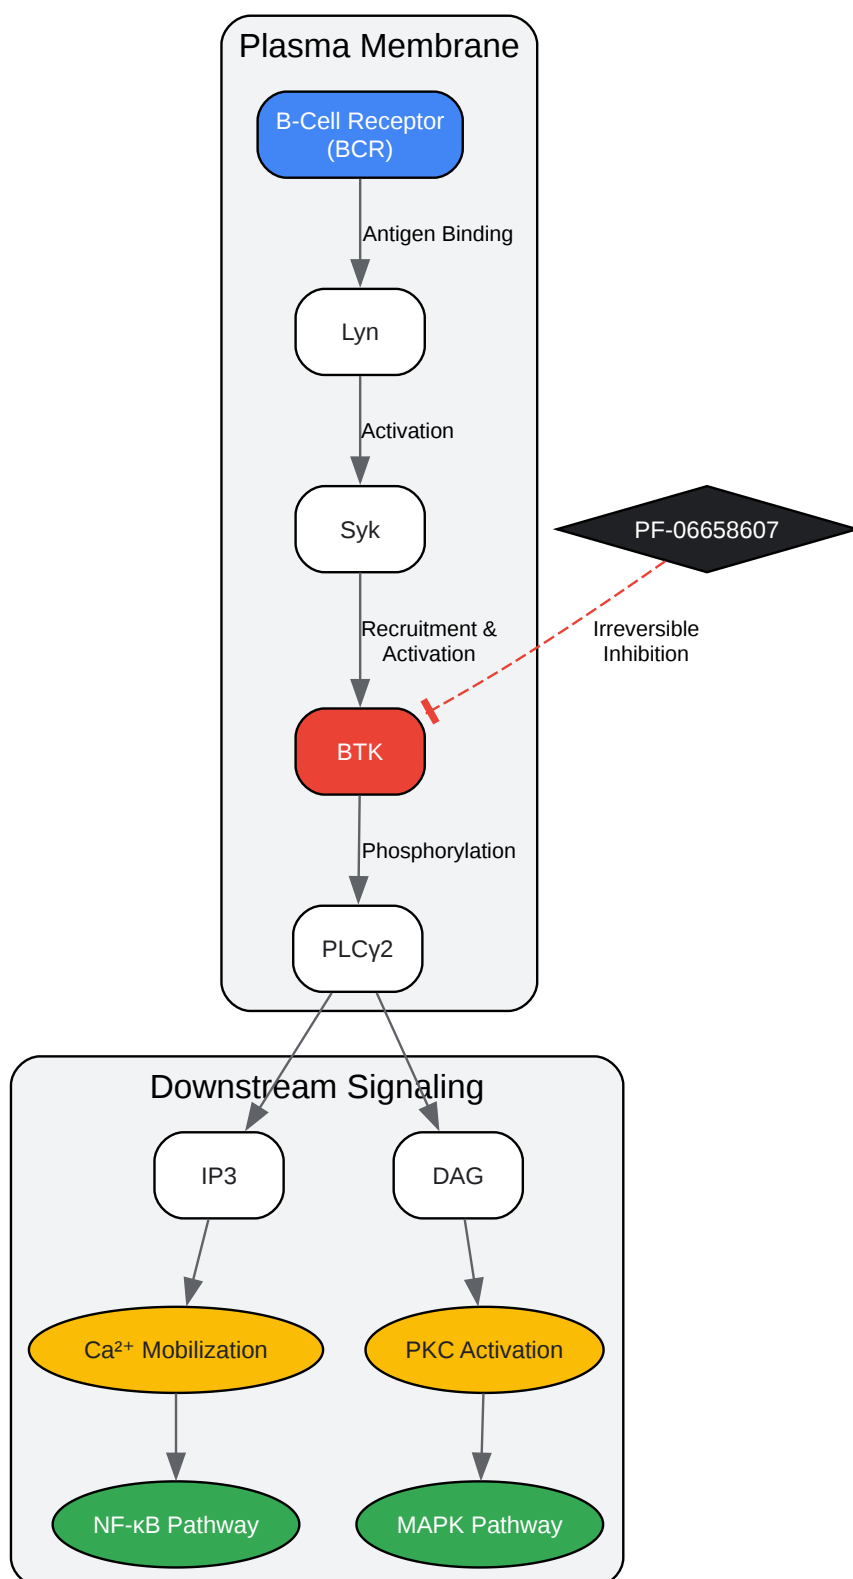 Plasma Membrane
B-Cell Receptor
(BCR)
Antigen Binding
Lyn
Activation
Syk
PF-06658607
Recruitment &
Activation
Irreversible
Inhibition
BTK
Phosphorylation
PLCγ2
Downstream Signaling
IP3
DAG
Ca²⁺ Mobilization
PKC Activation
NF-κB Pathway
MAPK Pathway